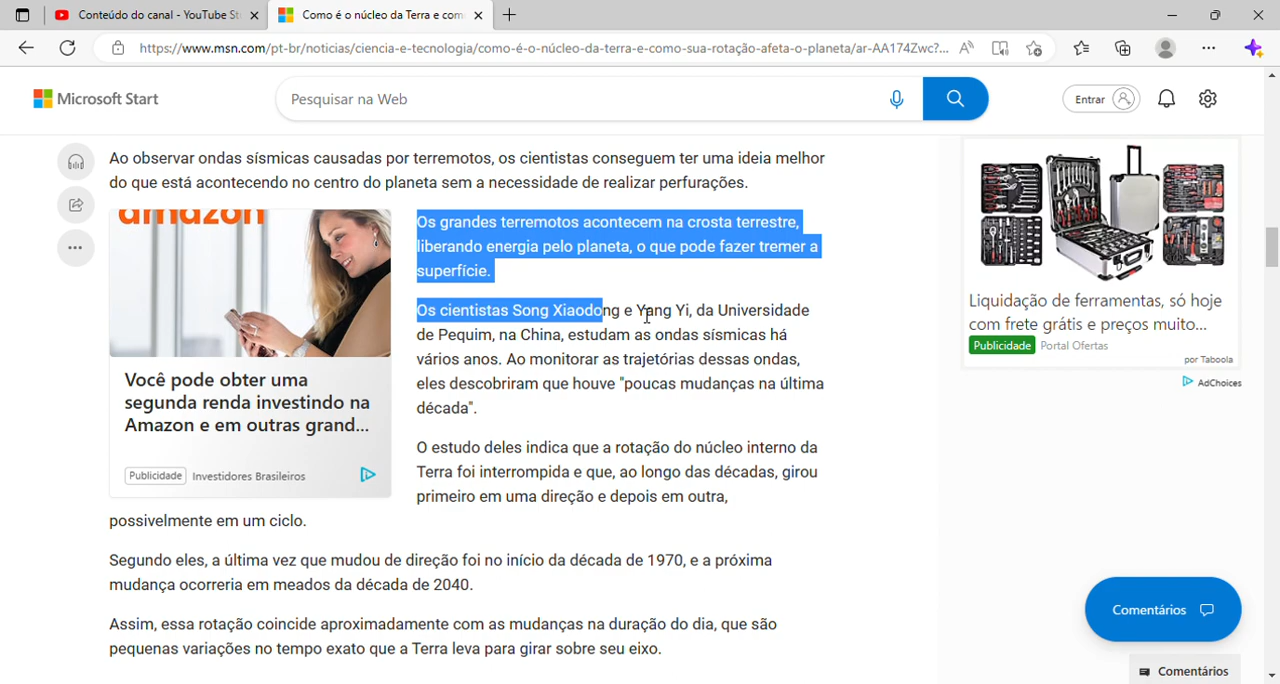 Conteúdo do canal - YouTube St
Como é o núcleo da Terra e com
https://www.msn.com/pt-br/noticias/ciencia-e-tecnologia/como-é-o-núcleo-da-terra-e-como-sua-rotação-afeta-o-planeta/ar-AA174Zwc?...
Microsoft Start
Pesquisar na Web
Entrar
Ao observar ondas sísmicas causadas por terremotos, os cientistas conseguem ter uma ideia melhor
do que está acontecendo no centro do planeta sem a necessidade de realizar perfurações.
amazon
Você pode obter uma
segunda renda investindo na
Amazon e em outras grand...
Publicidade Investidores Brasileiros
Os grandes terremotos acontecem na crosta terrestre,
liberando energia pelo planeta, o que pode fazer tremer a
superfície.
Os cientistas Song Xiaodong e Yang Yi, da Universidade
de Pequim, na China, estudam as ondas sísmicas há
vários anos. Ao monitorar as trajetórias dessas ondas,
eles descobriram que houve "poucas mudanças na última
década".
O estudo deles indica que a rotação do núcleo interno da
Terra foi interrompida e que, ao longo das décadas, girou
primeiro em uma direção e depois em outra,
possivelmente em um ciclo.
Segundo eles, a última vez que mudou de direção foi no início da década de 1970, e a próxima
mudança ocorreria em meados da década de 2040.
Assim, essa rotação coincide aproximadamente com as mudanças na duração do dia, que são
pequenas variações no tempo exato que a Terra leva para girar sobre seu eixo.
Liquidação de ferramentas, só hoje
com frete grátis e preços muito...
Publicidade Portal Ofertas
por Taboola
AdChoices
Comentários
Comentários